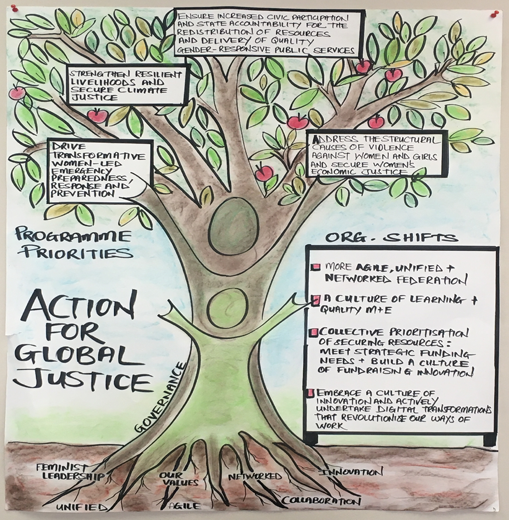 ENSURE INCREASED CIVIC PARTICIPATION
AND STATE ACCOUNTABILITY FOR THE
REDISTRIBUTION OF RESOURCES
AND DELIVERY OF QUALITY
GENDER-RESPONSIVE PUBLIC SERVICES
STRENGTHEN RESILIENT
LIVELIHOODS AND
SECURE CLIMATE
JUSTICE
DRIVE
TRANSFORMATIVE
WOMEN-LED
EMERGENCY
PREPAREDNESS,
RESPONSE AND
PREVENTION
ADDRESS THE STRUCTURAL
CAUSES OF VIOLENCE
AGAINST WOMEN AND GIRLS
AND SECURE WOMEN'S
ECONOMIC JUSTICE
PROGRAMME
PRIORITIES
ACTION
FOR
GLOBAL
JUSTICE
ORG. SHIFTS
MORE AGILE, UNIFIED +
NETWORKED FEDERATION
A CULTURE OF LEARNING +
QUALITY M+E
COLLECTIVE PRIORITISATION
OF SECURING RESOURCES:
MEET STRATEGIC FUNDING
NEEDS + BUILD A CULTURE
OF FUNDRAISING + INNOVATION
EMBRACE A CULTURE OF
INNOVATION AND ACTIVELY
UNDERTAKE DIGITAL TRANSFORMATIONS
THAT REVOLUTIONIZE OUR WAYS OF
WORK
GOVERNANCE
FEMINIST
LEADERSHIP
UNIFIED
OUR
VALUES
AGILE
NETWORKED
COLLABORATION
INNOVATION